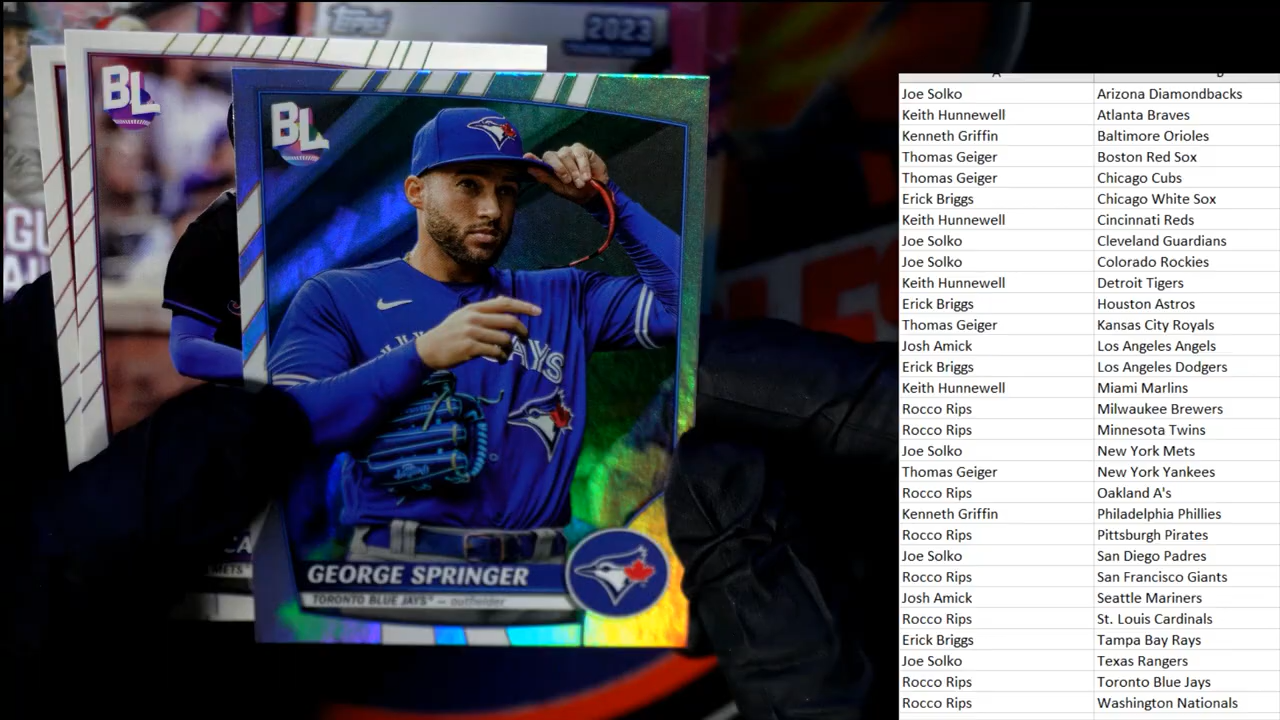 Topps
2023
BL
BL
AYS
GEORGE SPRINGER
TORONTO BLUE JAYS — outfielder
METS
Joe Solko Arizona Diamondbacks
Keith Hunnewell Atlanta Braves
Kenneth Griffin Baltimore Orioles
Thomas Geiger Boston Red Sox
Thomas Geiger Chicago Cubs
Erick Briggs Chicago White Sox
Keith Hunnewell Cincinnati Reds
Joe Solko Cleveland Guardians
Joe Solko Colorado Rockies
Keith Hunnewell Detroit Tigers
Erick Briggs Houston Astros
Thomas Geiger Kansas City Royals
Josh Amick Los Angeles Angels
Erick Briggs Los Angeles Dodgers
Keith Hunnewell Miami Marlins
Rocco Rips Milwaukee Brewers
Rocco Rips Minnesota Twins
Joe Solko New York Mets
Thomas Geiger New York Yankees
Rocco Rips Oakland A's
Kenneth Griffin Philadelphia Phillies
Rocco Rips Pittsburgh Pirates
Joe Solko San Diego Padres
Rocco Rips San Francisco Giants
Josh Amick Seattle Mariners
Rocco Rips St. Louis Cardinals
Erick Briggs Tampa Bay Rays
Joe Solko Texas Rangers
Rocco Rips Toronto Blue Jays
Rocco Rips Washington Nationals